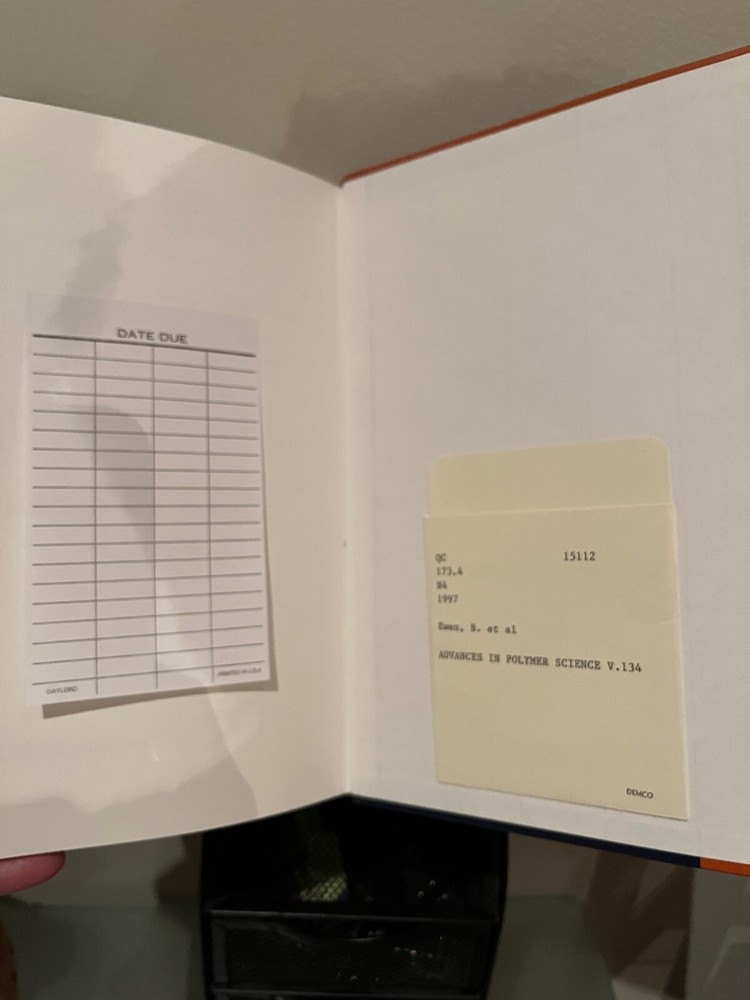 DATE DUE
GAYLORD
PRINTED IN U.S.A.
QC 15112
173.4
N4
1997
Ewen, B. et al
ADVANCES IN POLYMER SCIENCE V.134
DEMCO